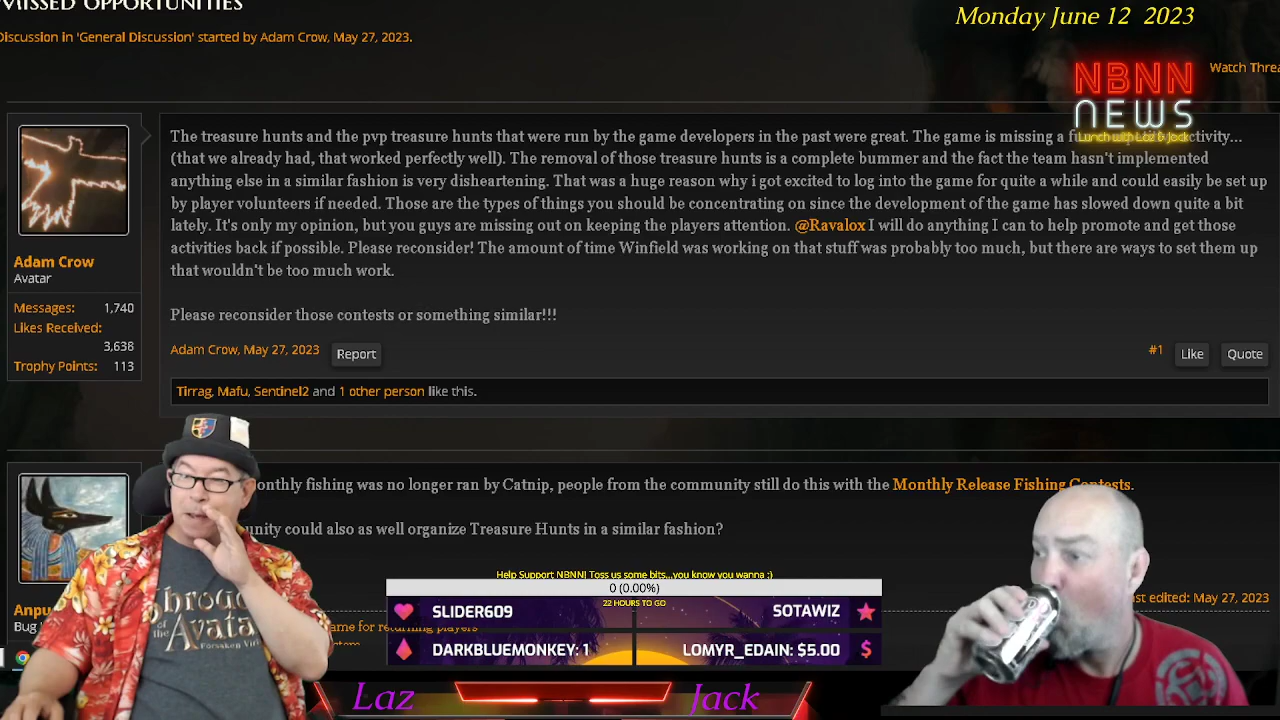 MISSED OPPORTUNITIES
Monday June 12 2023
Discussion in 'General Discussion' started by Adam Crow, May 27, 2023.
NBNN
NEWS
Lunch with Laz & Jack
Watch
The treasure hunts and the pvp treasure hunts that were run by the game developers in the past were great. The game is missing a
(that we already had, that worked perfectly well). The removal of those treasure hunts is a complete bummer and the fact the team hasn't implemented
anything else in a similar fashion is very disheartening. That was a huge reason why i got excited to log into the game for quite a while and could easily be set up
by player volunteers if needed. Those are the types of things you should be concentrating on since the development of the game has slowed down quite a bit
lately. It's only my opinion, but you guys are missing out on keeping the players attention. @Ravalox I will do anything I can to help promote and get those
activities back if possible. Please reconsider! The amount of time Winfield was working on that stuff was probably too much, but there are ways to set them up
that wouldn't be too much work.
Please reconsider those contests or something similar!!!
Adam Crow
Avatar
Messages: 1,740
Likes Received:
3,638
Trophy Points: 113
Adam Crow, May 27, 2023
Report
#1
Like
Quote
Tirrag, Mafu, Sentinel2 and 1 other person like this.
onthly fishing was no longer ran by Catnip, people from the community still do this with the Monthly Release Fishing Contests.
unity could also as well organize Treasure Hunts in a similar fashion?
Anpu
Bug
st edited: May 27, 2023
ame for returning players
Shroud
of the
Avatar
Forsaken Vir
Help Support NBNN! Toss us some bits...you know you wanna :)
0 (0.00%)
22 HOURS TO GO
SLIDER609
SOTAWIZ
DARKBLUEMONKEY: 1
LOMYR_EDAIN: $5.00
Laz
Jack